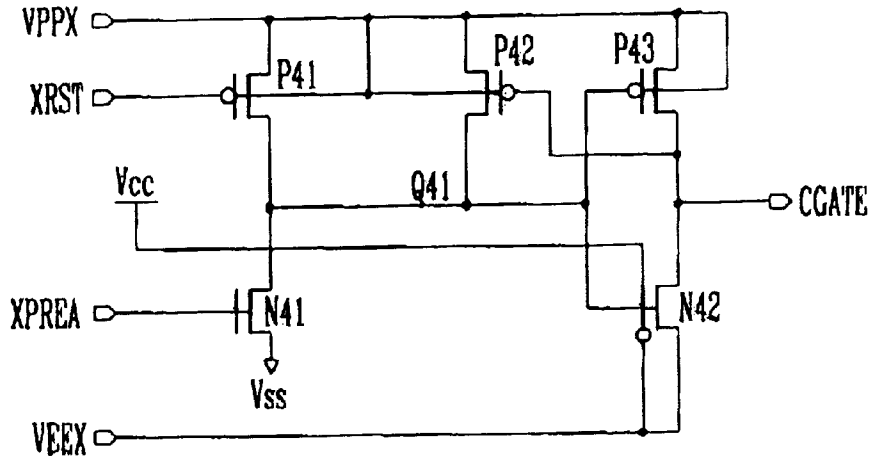 VPPX
P41
P42
P43
XRST
Vcc
Q41
CGATE
XPREA
N41
N42
Vss
VEEX